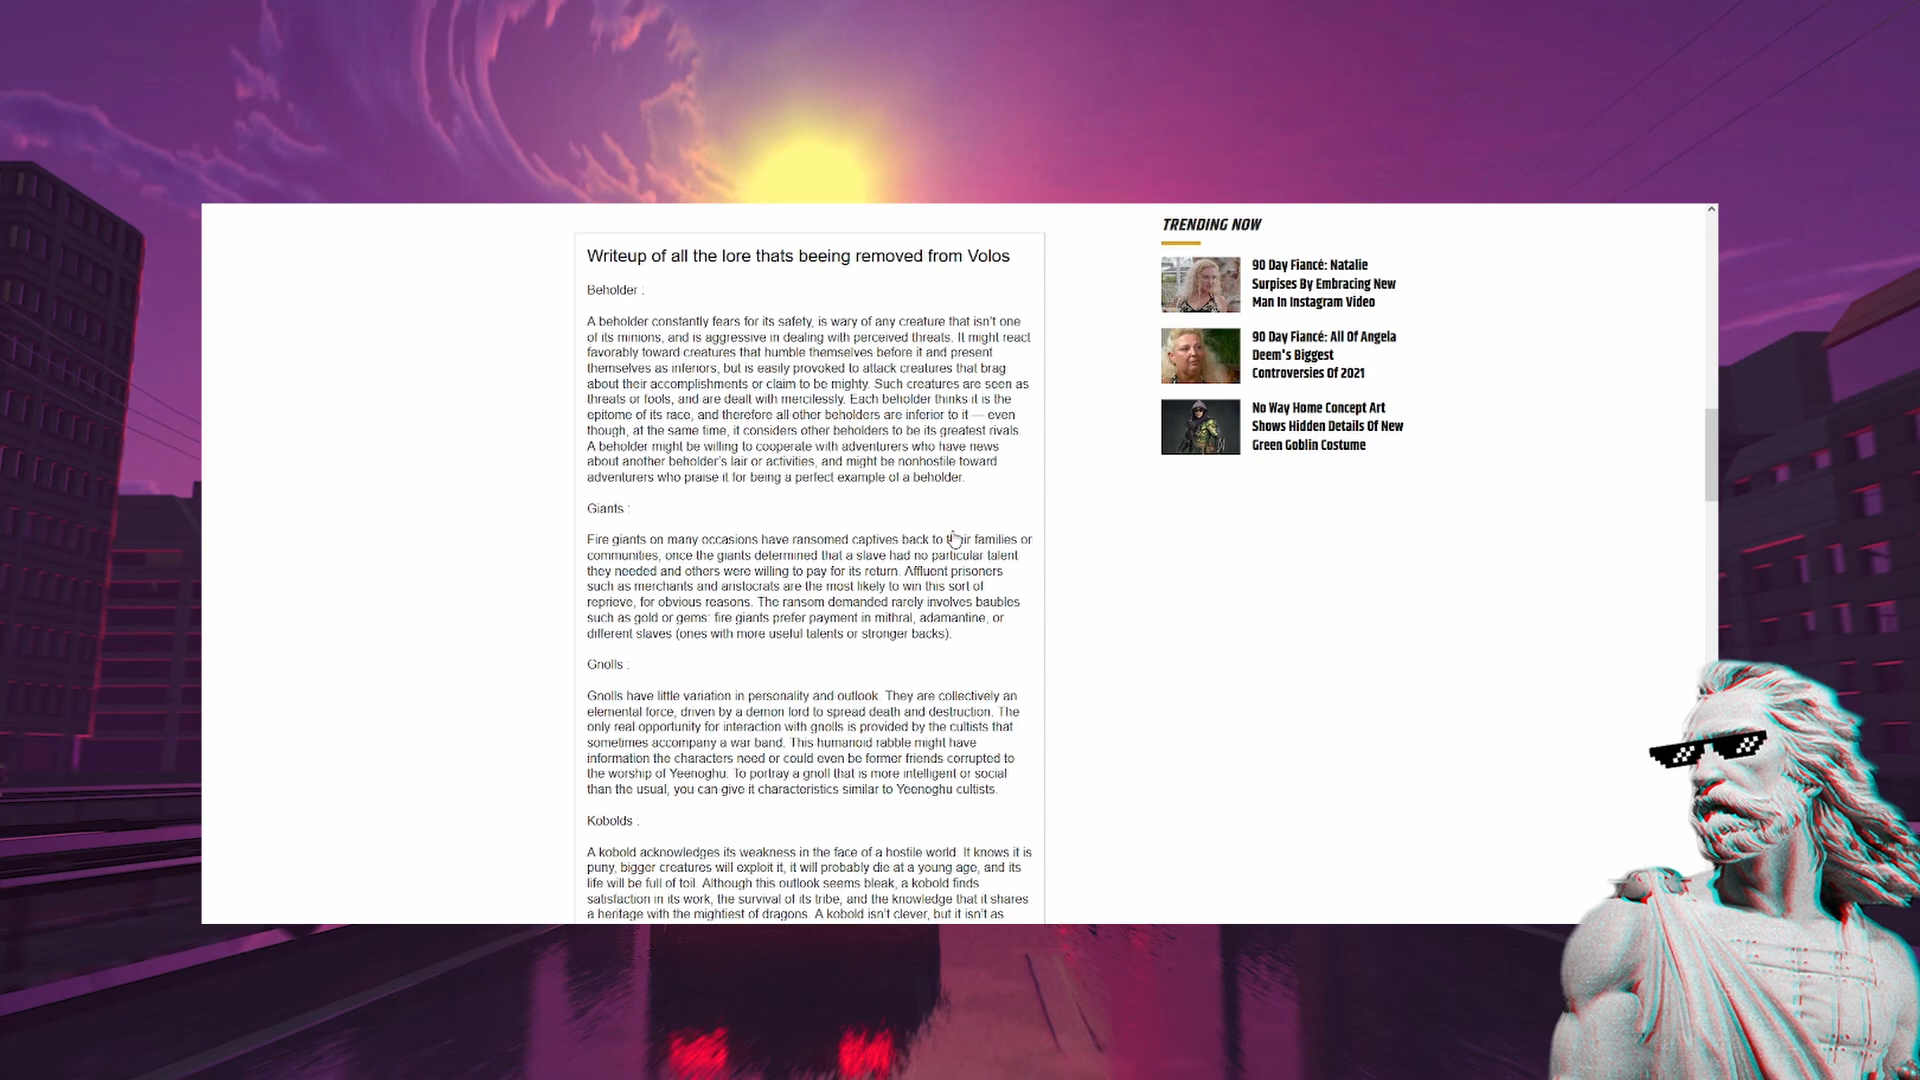 Writeup of all the lore thats beeing removed from Volos
Beholder :
A beholder constantly fears for its safety, is wary of any creature that isn't one
of its minions, and is aggressive in dealing with perceived threats. It might react
favorably toward creatures that humble themselves before it and present
themselves as inferiors, but is easily provoked to attack creatures that brag
about their accomplishments or claim to be mighty. Such creatures are seen as
threats or fools, and are dealt with mercilessly. Each beholder thinks it is the
epitome of its race, and therefore all other beholders are inferior to it — even
though, at the same time, it considers other beholders to be its greatest rivals.
A beholder might be willing to cooperate with adventurers who have news
about another beholder's lair or activities, and might be nonhostile toward
adventurers who praise it for being a perfect example of a beholder.
Giants :
Fire giants on many occasions have ransomed captives back to their families or
communities, once the giants determined that a slave had no particular talent
they needed and others were willing to pay for its return. Affluent prisoners
such as merchants and aristocrats are the most likely to win this sort of
reprieve, for obvious reasons. The ransom demanded rarely involves baubles
such as gold or gems: fire giants prefer payment in mithral, adamantine, or
different slaves (ones with more useful talents or stronger backs).
Gnolls :
Gnolls have little variation in personality and outlook. They are collectively an
elemental force, driven by a demon lord to spread death and destruction. The
only real opportunity for interaction with gnolls is provided by the cultists that
sometimes accompany a war band. This humanoid rabble might have
information the characters need or could even be former friends corrupted to
the worship of Yeenoghu. To portray a gnoll that is more intelligent or social
than the usual, you can give it characteristics similar to Yeenoghu cultists.
Kobolds :
A kobold acknowledges its weakness in the face of a hostile world. It knows it is
puny, bigger creatures will exploit it, it will probably die at a young age, and its
life will be full of toil. Although this outlook seems bleak, a kobold finds
satisfaction in its work, the survival of its tribe, and the knowledge that it shares
a heritage with the mightiest of dragons. A kobold isn't clever, but it isn't as
TRENDING NOW
90 Day Fiancé: Natalie
Surpises By Embracing New
Man In Instagram Video
90 Day Fiancé: All Of Angela
Deem's Biggest
Controversies Of 2021
No Way Home Concept Art
Shows Hidden Details Of New
Green Goblin Costume